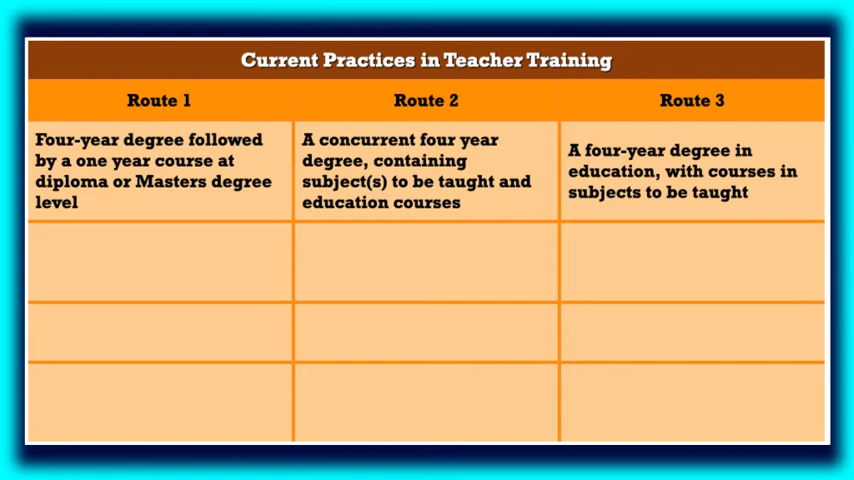 Current Practices in Teacher Training
Route 1
Route 2
Route 3
Four-year degree followed
by a one year course at
diploma or Masters degree
level
A concurrent four year
degree, containing
subject(s) to be taught and
education courses
A four-year degree in
education, with courses in
subjects to be taught